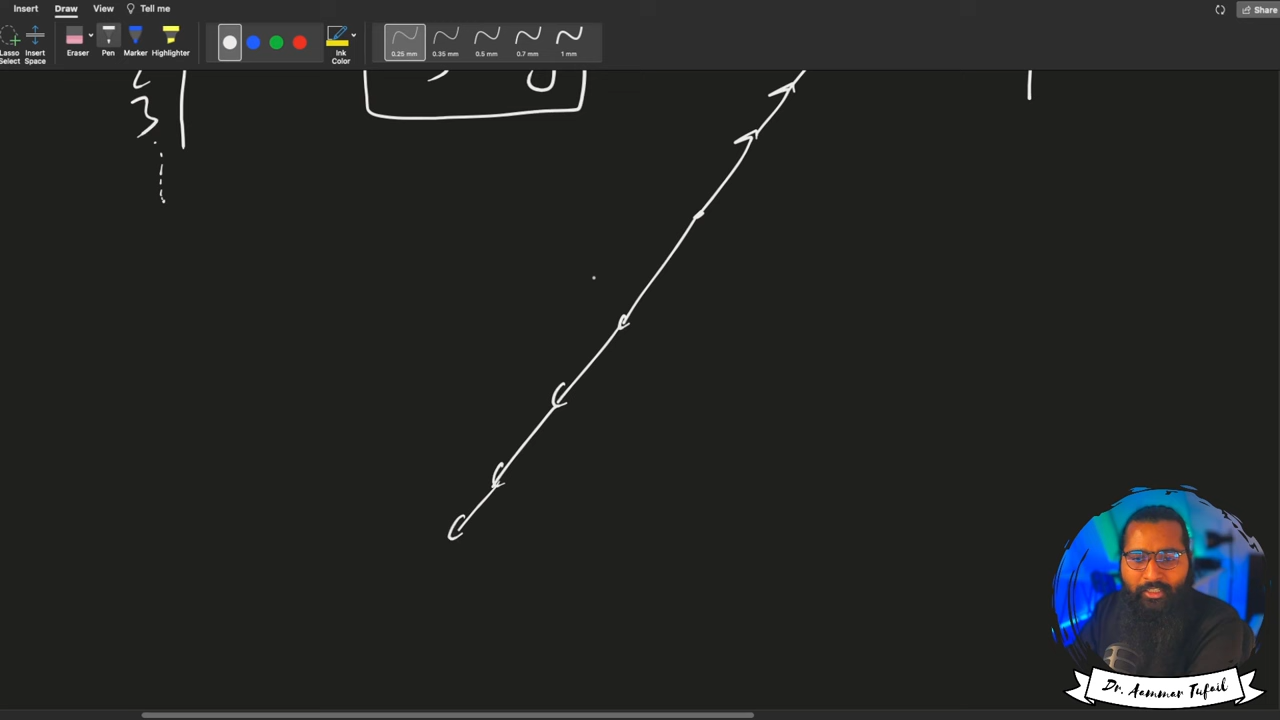 Insert Draw View Tell me
Share
Lasso Select
Insert Space
Eraser
Pen
Marker
Highlighter
Ink Color
0.25 mm
0.35 mm
0.5 mm
0.7 mm
1 mm
3
Dr. Aammar Tufail